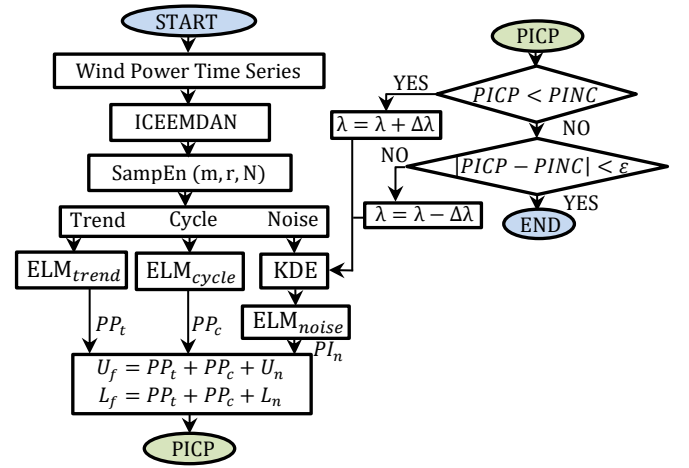 START
Wind Power Time Series
ICEEMDAN
SampEn (m, r, N)
Trend Cycle Noise
ELM_trend ELM_cycle KDE
ELM_noise
PP_t PP_c PI_n
U_f = PP_t + PP_c + U_n
L_f = PP_t + PP_c + L_n
PICP
PICP
YES
PICP < PINC
λ = λ + Δλ
NO
NO
|PICP − PINC| < ε
λ = λ − Δλ
YES
END